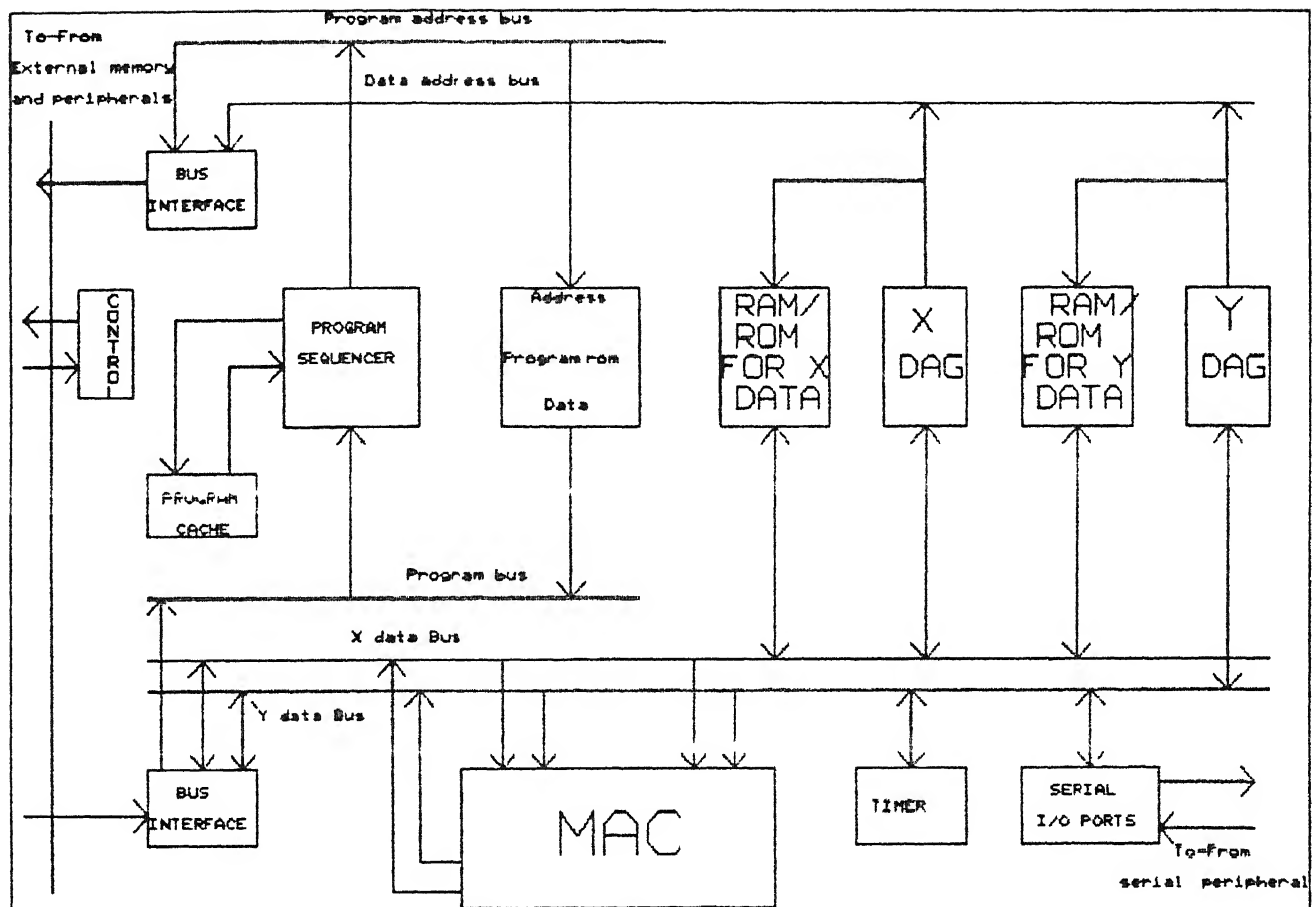 Program address bus
To-From
External memory
and peripherals
Data address bus
BUS
INTERFACE
CONTROL
PROGRAM
SEQUENCER
Address
Program rom
Data
RAM/
ROM
FOR X
DATA
X
DAG
RAM/
ROM
FOR Y
DATA
Y
DAG
PROGRAM
CACHE
Program bus
X data Bus
Y data Bus
BUS
INTERFACE
MAC
TIMER
SERIAL
I/O PORTS
To-From
serial peripheral